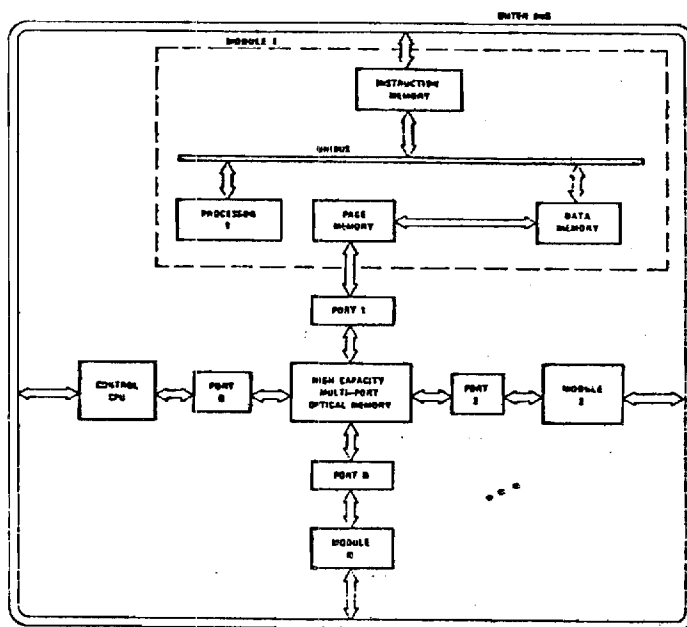 BUS
MODULE 1
INSTRUCTION
MEMORY
UNIBUS
PROCESSOR
1
PAGE
MEMORY
DATA
MEMORY
PORT 1
CONTROL
CPU
PORT
0
HIGH CAPACITY
MULTI-PORT
OPTICAL MEMORY
PORT
2
MODULE
2
PORT N
MODULE
N